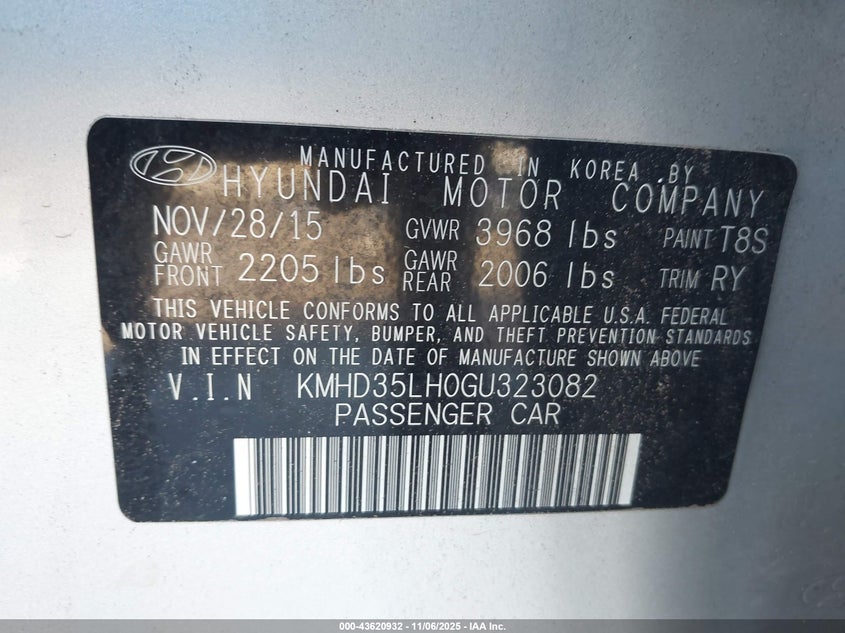 MANUFACTURED IN KOREA BY
HYUNDAI MOTOR COMPANY
NOV/28/15 GVWR 3968 lbs PAINT T8S
GAWR FRONT 2205 lbs GAWR REAR 2006 lbs TRIM RY
THIS VEHICLE CONFORMS TO ALL APPLICABLE U.S.A. FEDERAL
MOTOR VEHICLE SAFETY, BUMPER, AND THEFT PREVENTION STANDARDS
IN EFFECT ON THE DATE OF MANUFACTURE SHOWN ABOVE
V.I.N KMHD35LH0GU323082
PASSENGER CAR
000-43620932 - 11/06/2025 - IAA Inc.